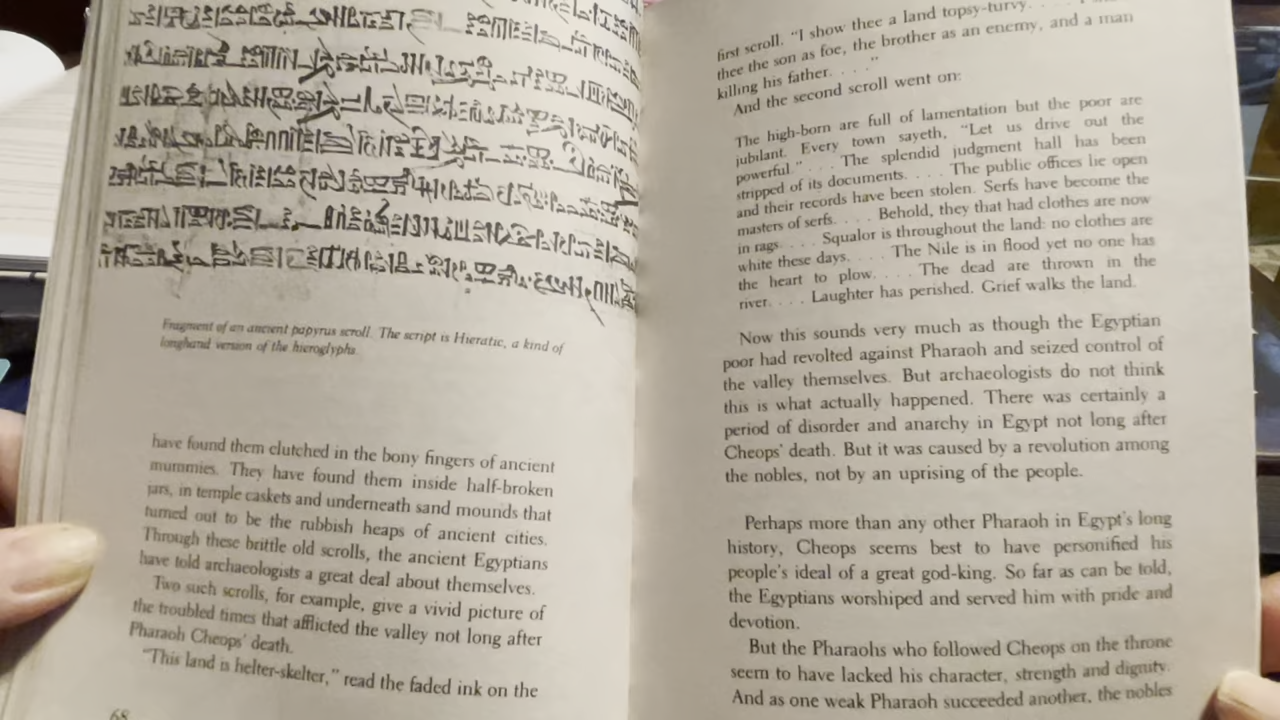 Fragment of an ancient papyrus scroll. The script is Hieratic, a kind of
longhand version of the hieroglyphs.
have found them clutched in the bony fingers of ancient
mummies. They have found them inside half-broken
jars, in temple caskets and underneath sand mounds that
turned out to be the rubbish heaps of ancient cities.
Through these brittle old scrolls, the ancient Egyptians
have told archaeologists a great deal about themselves.
Two such scrolls, for example, give a vivid picture of
the troubled times that afflicted the valley not long after
Pharaoh Cheops' death.
"This land is helter-skelter," read the faded ink on the
68
first scroll. "I show thee a land topsy-turvy. . . .
thee the son as foe, the brother as an enemy, and a man
killing his father. . . ."
And the second scroll went on:
The high-born are full of lamentation but the poor are
jubilant. Every town sayeth, "Let us drive out the
powerful." . . . The splendid judgment hall has been
stripped of its documents. . . . The public offices lie open
and their records have been stolen. Serfs have become the
masters of serfs. . . . Behold, they that had clothes are now
in rags. . . . Squalor is throughout the land: no clothes are
white these days. . . . The Nile is in flood yet no one has
the heart to plow. . . . The dead are thrown in the
river. . . . Laughter has perished. Grief walks the land.
Now this sounds very much as though the Egyptian
poor had revolted against Pharaoh and seized control of
the valley themselves. But archaeologists do not think
this is what actually happened. There was certainly a
period of disorder and anarchy in Egypt not long after
Cheops' death. But it was caused by a revolution among
the nobles, not by an uprising of the people.
Perhaps more than any other Pharaoh in Egypt's long
history, Cheops seems best to have personified his
people's ideal of a great god-king. So far as can be told,
the Egyptians worshiped and served him with pride and
devotion.
But the Pharaohs who followed Cheops on the throne
seem to have lacked his character, strength and dignity.
And as one weak Pharaoh succeeded another, the nobles